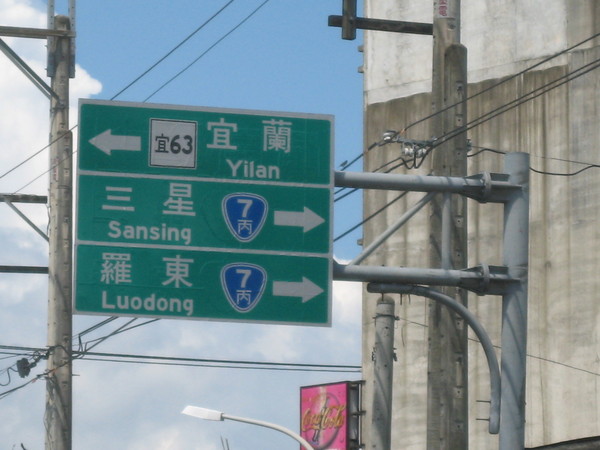 宜63 宜蘭
Yilan
三星 7丙
Sansing
羅東 7丙
Luodong
Coca-Cola